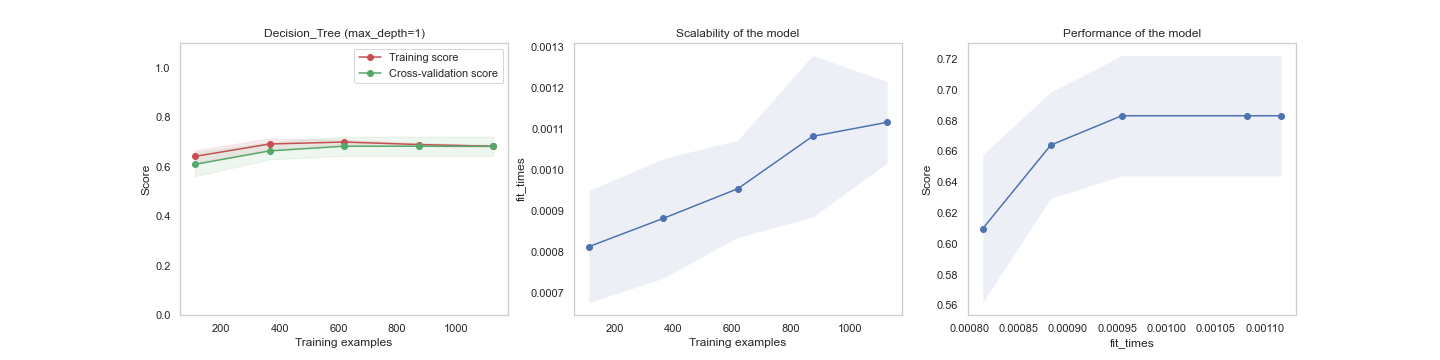 Decision_Tree (max_depth=1)
Training score
Cross-validation score
1.0
0.8
0.6
0.4
0.2
0.0
Score
200 400 600 800 1000
Training examples
Scalability of the model
0.0013
0.0012
0.0011
0.0010
0.0009
0.0008
0.0007
fit_times
200 400 600 800 1000
Training examples
Performance of the model
0.72
0.70
0.68
0.66
0.64
0.62
0.60
0.58
0.56
Score
0.00080 0.00085 0.00090 0.00095 0.00100 0.00105 0.00110
fit_times